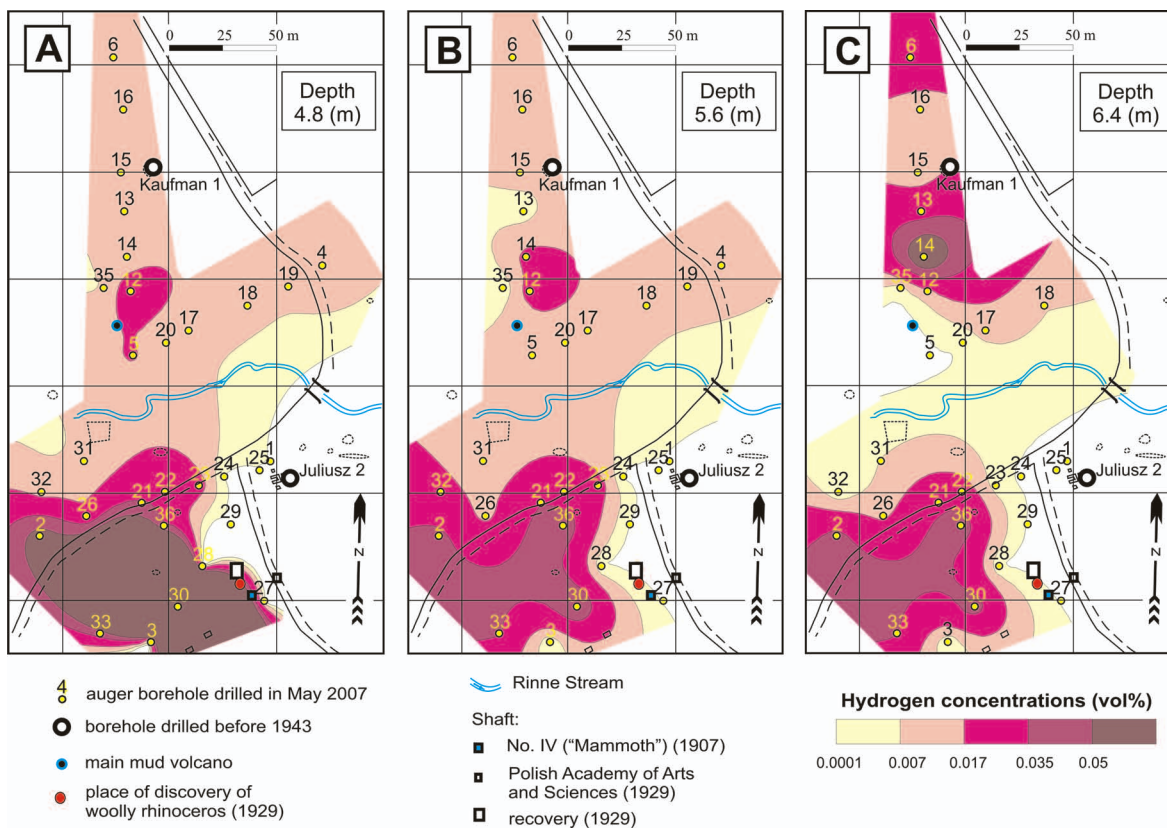 A
0 25 50 m
Depth
4.8 (m)
6
16
15
Kaufman 1
13
14
35
12
4
19
18
17
20
5
31
1
25
24
Juliusz 2
32
22
21
26
36
29
2
28
27
30
33
3
N
B
0 25 50 m
Depth
5.6 (m)
6
16
15
Kaufman 1
13
14
35
12
4
19
18
17
20
5
31
1
25
24
Juliusz 2
32
22
21
26
36
29
2
28
27
30
33
3
N
C
0 25 50 m
Depth
6.4 (m)
6
16
15
Kaufman 1
13
14
35
12
18
17
20
5
31
1
25
24
Juliusz 2
32
23
21
26
36
29
2
28
27
30
33
3
N
4
auger borehole drilled in May 2007
borehole drilled before 1943
main mud volcano
place of discovery of
woolly rhinoceros (1929)
Rinne Stream
Shaft:
No. IV (“Mammoth”) (1907)
Polish Academy of Arts
and Sciences (1929)
recovery (1929)
Hydrogen concentrations (vol%)
0.0001 0.007 0.017 0.035 0.05